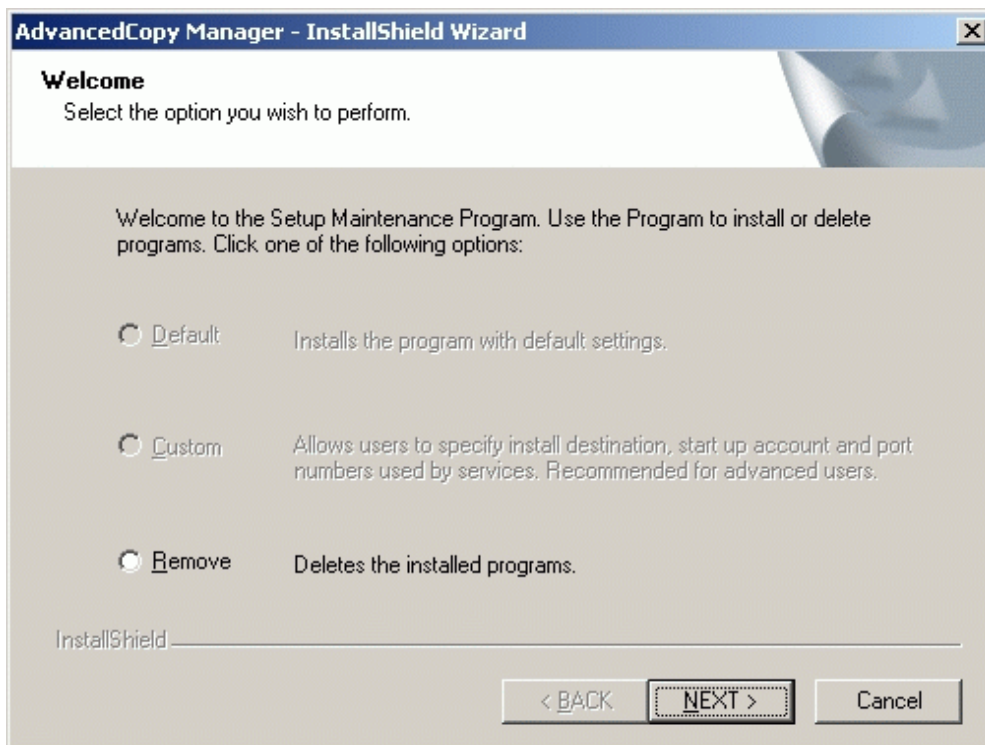 AdvancedCopy Manager - InstallShield Wizard
Welcome
Select the option you wish to perform.
Welcome to the Setup Maintenance Program. Use the Program to install or delete
programs. Click one of the following options:
Default
Installs the program with default settings.
Custom
Allows users to specify install destination, start up account and port
numbers used by services. Recommended for advanced users.
Remove
Deletes the installed programs.
InstallShield
< BACK
NEXT >
Cancel